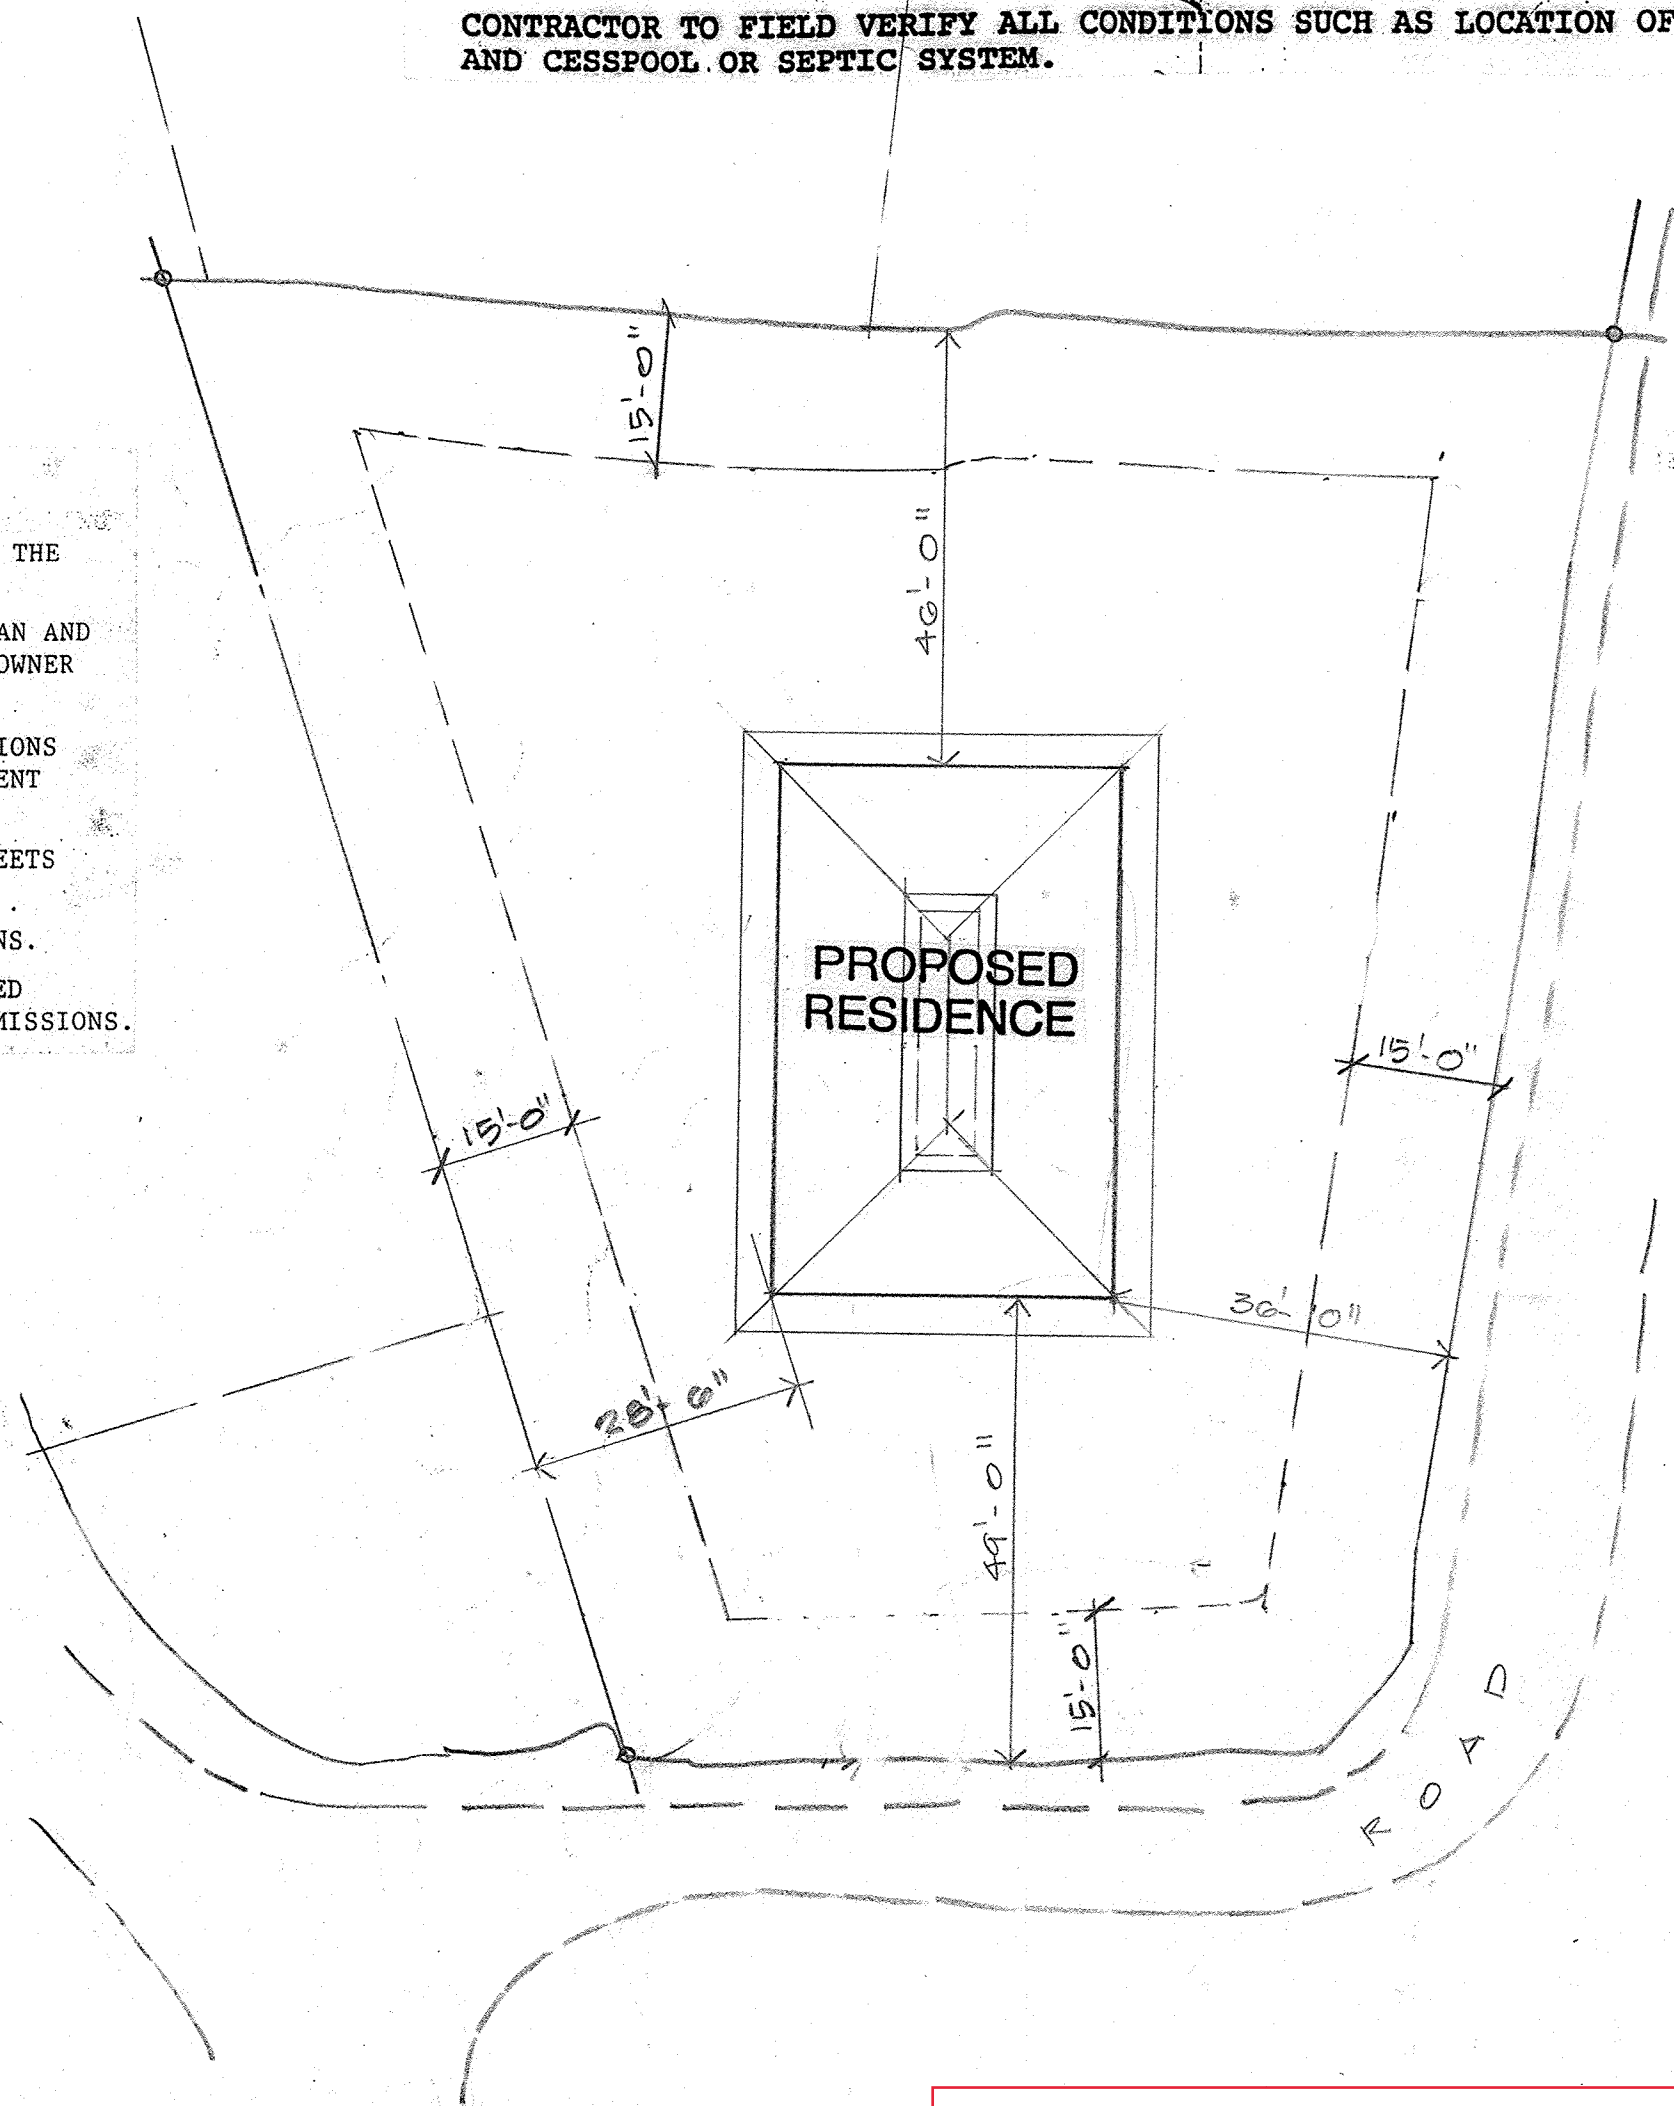 CONTRACTOR TO FIELD VERIFY ALL CONDITIONS SUCH AS LOCATION OF
AND CESSPOOL OR SEPTIC SYSTEM.
15'-0"
46'-0"
THE
AN AND
OWNER
IONS
ENT
EETS
.
NS.
ED
MISSIONS.
PROPOSED
RESIDENCE
15'-0"
15'-0"
36'-0"
28'-6"
49'-0"
15'-0"
ROAD